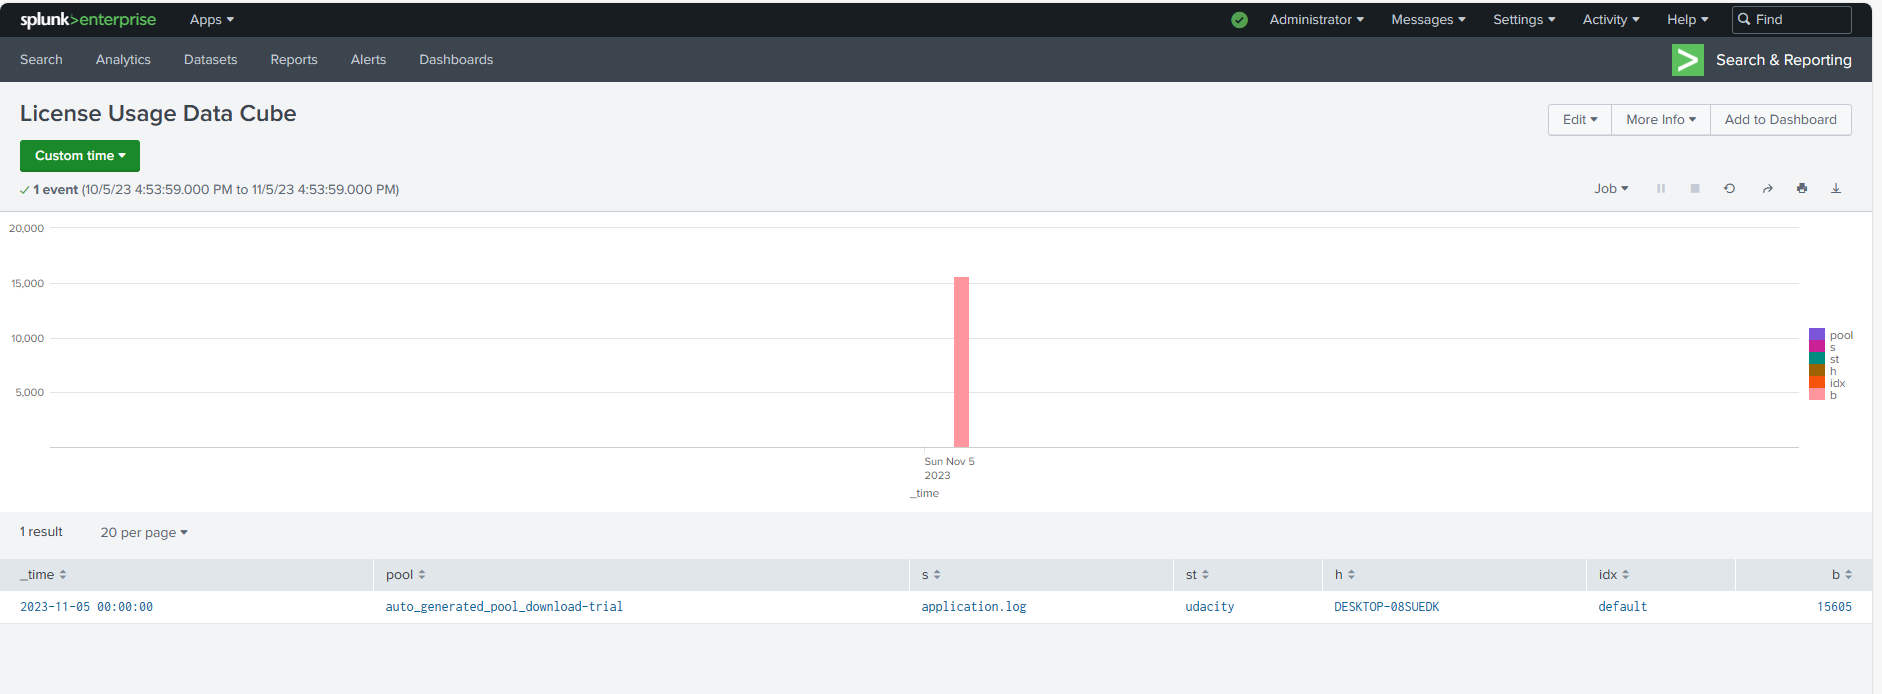 splunk>enterprise Apps Administrator Messages Settings Activity Help Find
Search Analytics Datasets Reports Alerts Dashboards Search & Reporting
License Usage Data Cube
Edit More Info Add to Dashboard
Custom time
1 event (10/5/23 4:53:59.000 PM to 11/5/23 4:53:59.000 PM)
Job
20,000
15,000
10,000
5,000
pool
s
st
h
idx
b
Sun Nov 5
2023
_time
1 result 20 per page
_time pool s st h idx b
2023-11-05 00:00:00 auto_generated_pool_download-trial application.log udacity DESKTOP-08SUEDK default 15605